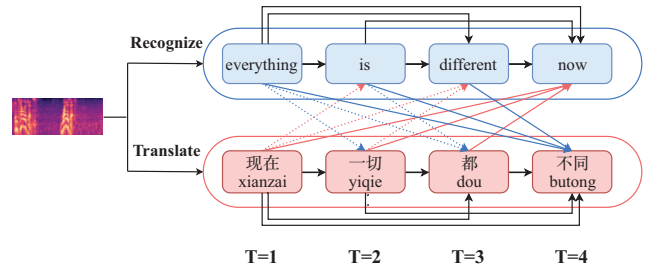 Recognize
everything is different now
Translate
现在 一切 都 不同
xianzai yiqie dou butong
T=1 T=2 T=3 T=4